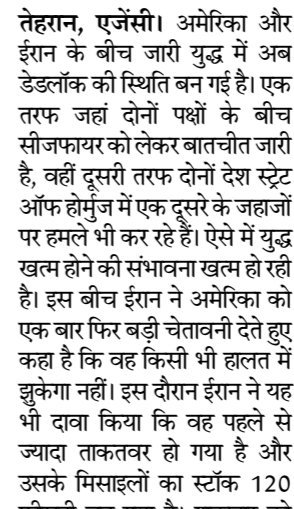 तेहरान, एजेंसी। अमेरिका और
ईरान के बीच जारी युद्ध में अब
डेडलॉक की स्थिति बन गई है। एक
तरफ जहां दोनों पक्षों के बीच
सीजफायर को लेकर बातचीत जारी
है, वहीं दूसरी तरफ दोनों देश स्ट्रेट
ऑफ होर्मुज में एक दूसरे के जहाजों
पर हमले भी कर रहे हैं। ऐसे में युद्ध
खत्म होने की संभावना खत्म हो रही
है। इस बीच ईरान ने अमेरिका को
एक बार फिर बड़ी चेतावनी देते हुए
कहा है कि वह किसी भी हालत में
झुकेगा नहीं। इस दौरान ईरान ने यह
भी दावा किया कि वह पहले से
ज्यादा ताकतवर हो गया है और
उसके मिसाइलों का स्टॉक 120